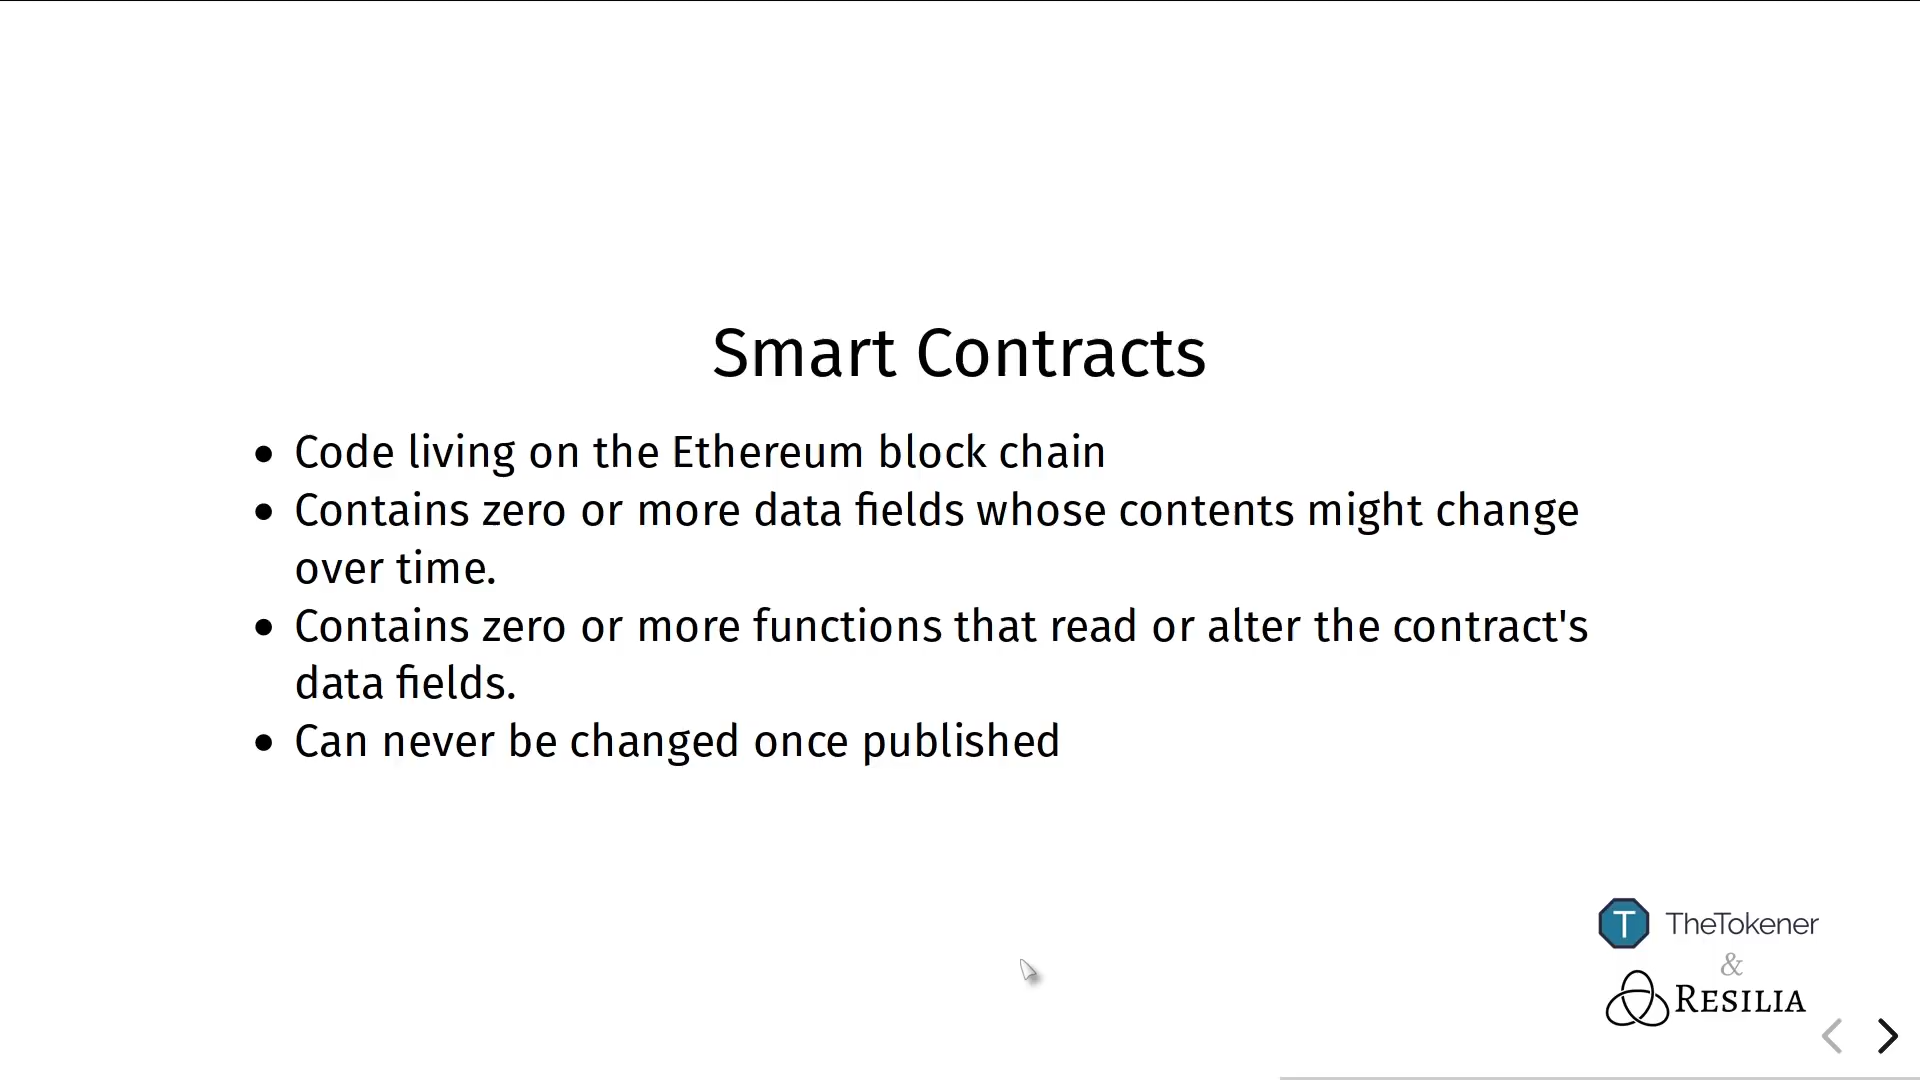 Smart Contracts
Code living on the Ethereum block chain
Contains zero or more data fields whose contents might change
over time.
Contains zero or more functions that read or alter the contract's
data fields.
Can never be changed once published
T TheTokener
&
RESILIA